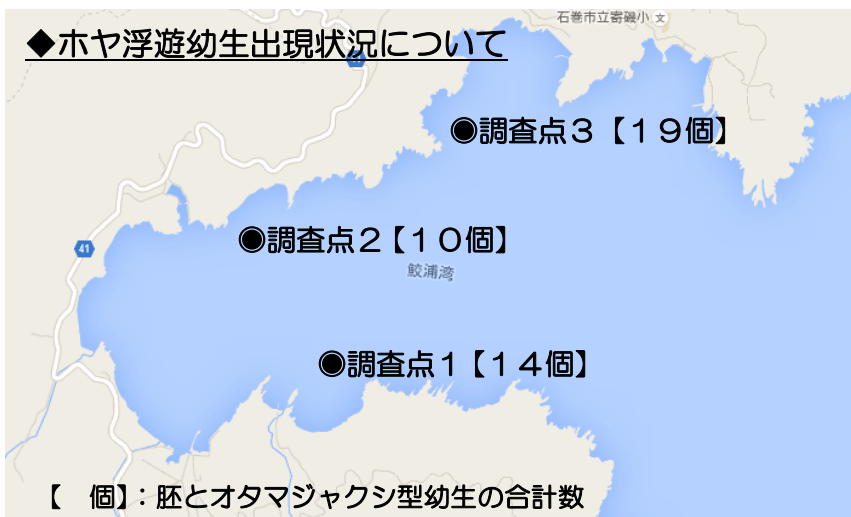 石巻市立寄磯小
◆ホヤ浮遊幼生出現状況について
41
◉調査点３【１９個】
◉調査点２【１０個】
41
鮫浦湾
◉調査点１【１４個】
【　個】：胚とオタマジャクシ型幼生の合計数